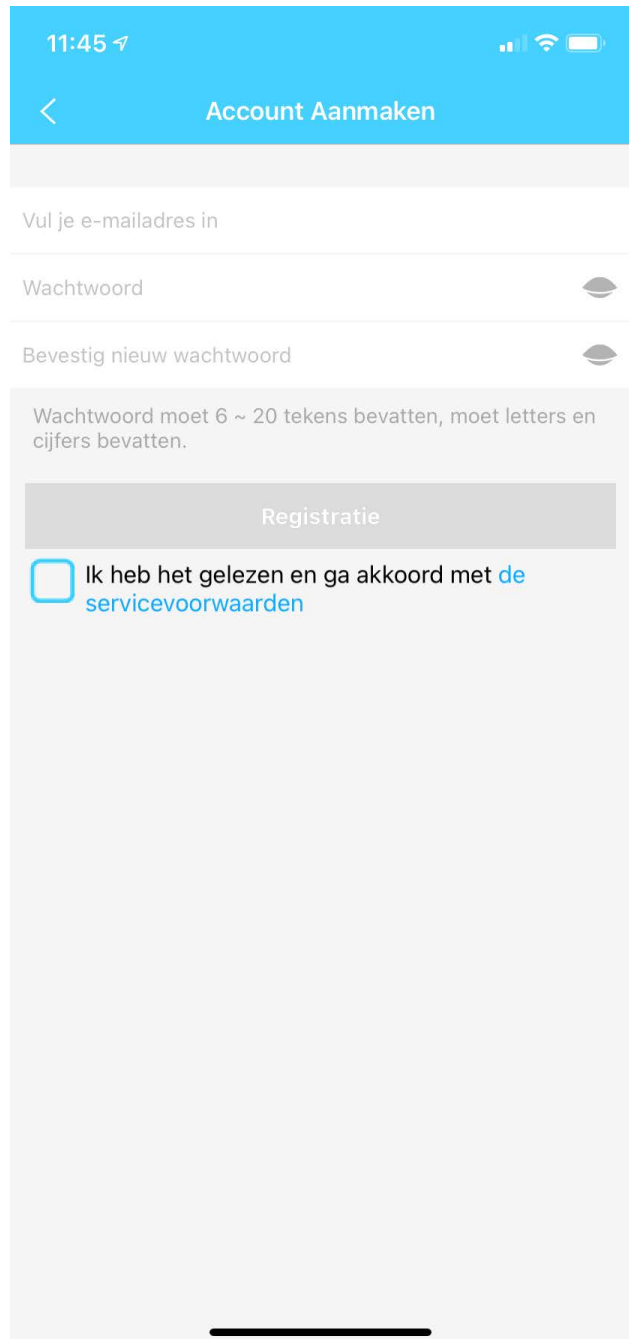 11:45
Account Aanmaken
Vul je e-mailadres in
Wachtwoord
Bevestig nieuw wachtwoord
Wachtwoord moet 6 ~ 20 tekens bevatten, moet letters en
cijfers bevatten.
Registratie
Ik heb het gelezen en ga akkoord met de
servicevoorwaarden